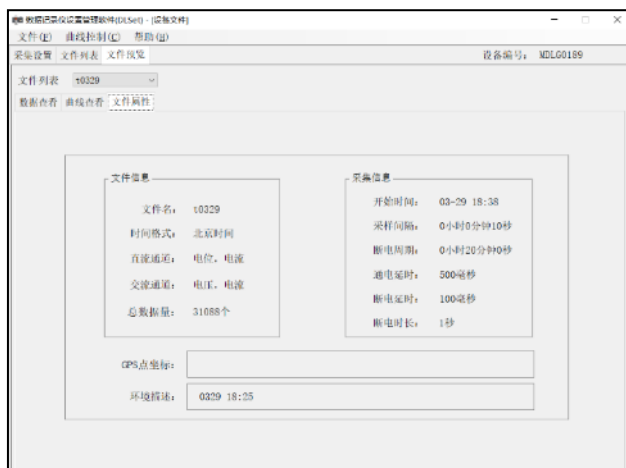 数据记录仪设置管理软件(DLSet) - [设备文件]
文件(F) 曲线控制(C) 帮助(H)
采集设置 文件列表 文件预览 设备编号: MDLG0189
文件列表 t0329
数据查看 曲线查看 文件属性
文件信息
文件名: t0329
时间格式: 北京时间
直流通道: 电位, 电流
交流通道: 电压, 电流
总数据量: 31088个
采集信息
开始时间: 03-29 18:38
采样间隔: 0小时0分钟10秒
断电周期: 0小时20分钟0秒
通电延时: 500毫秒
断电延时: 100毫秒
断电时长: 1秒
GPS点坐标:
环境描述: 0329 18:25